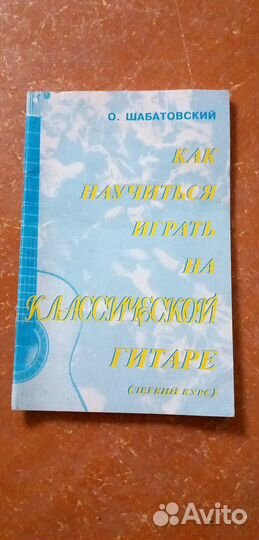 О. ШАБАТОВСКИЙ
КАК
НАУЧИТЬСЯ
ИГРАТЬ
НА
КЛАССИЧЕСКОЙ
ГИТАРЕ
(ЛЕГКИЙ КУРС)
Avito